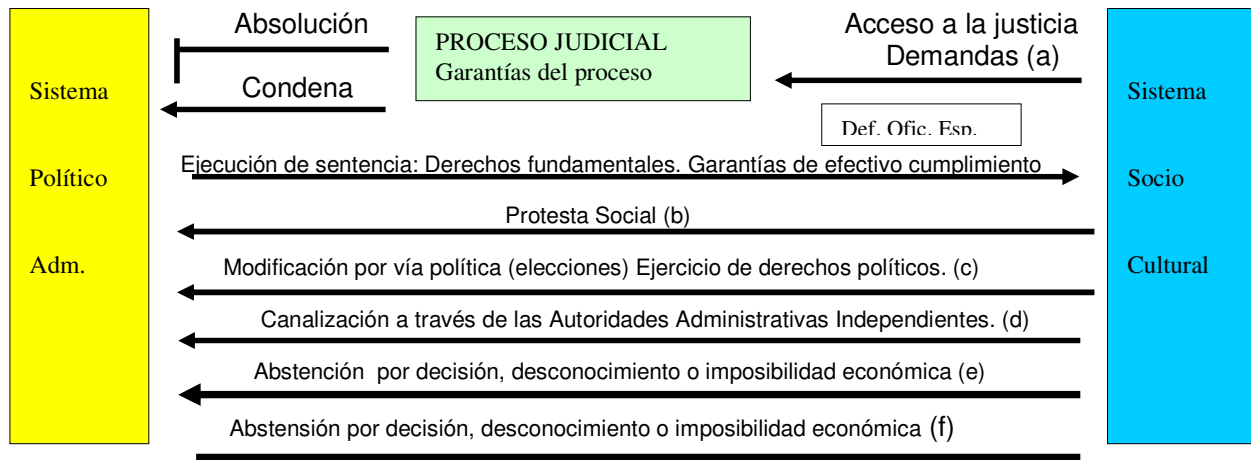 Absolución
PROCESO JUDICIAL
Garantías del proceso
Acceso a la justicia
Demandas (a)
Condena
Sistema
Político
Adm.
Sistema
Socio
Cultural
Def. Ofic. Esp.
Ejecución de sentencia: Derechos fundamentales. Garantías de efectivo cumplimiento
Protesta Social (b)
Modificación por vía política (elecciones) Ejercicio de derechos políticos. (c)
Canalización a través de las Autoridades Administrativas Independientes. (d)
Abstención por decisión, desconocimiento o imposibilidad económica (e)
Abstensión por decisión, desconocimiento o imposibilidad económica (f)